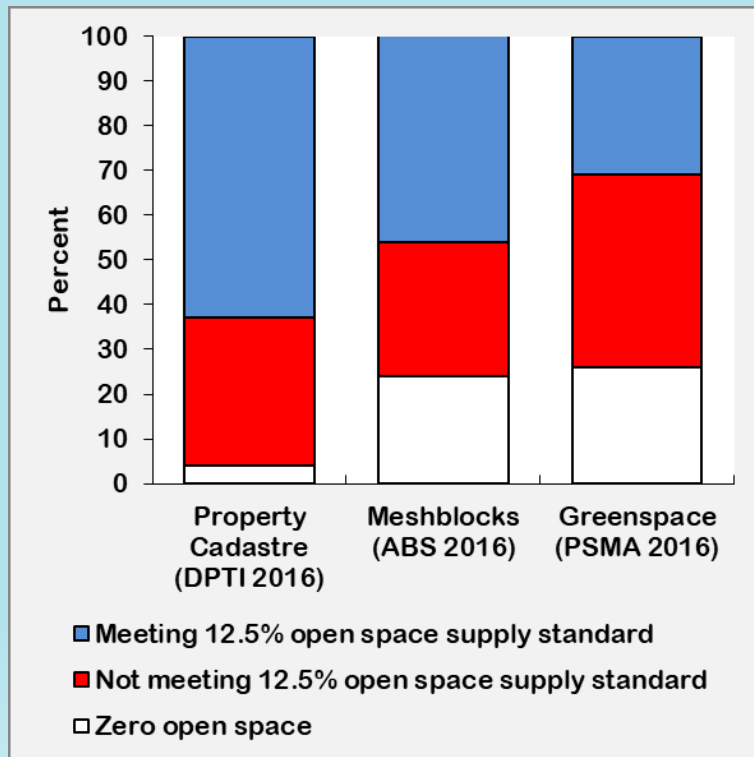 100
90
80
70
60
50
40
30
20
10
0
Percent
Property
Cadastre
(DPTI 2016)
Meshblocks
(ABS 2016)
Greenspace
(PSMA 2016)
Meeting 12.5% open space supply standard
Not meeting 12.5% open space supply standard
Zero open space